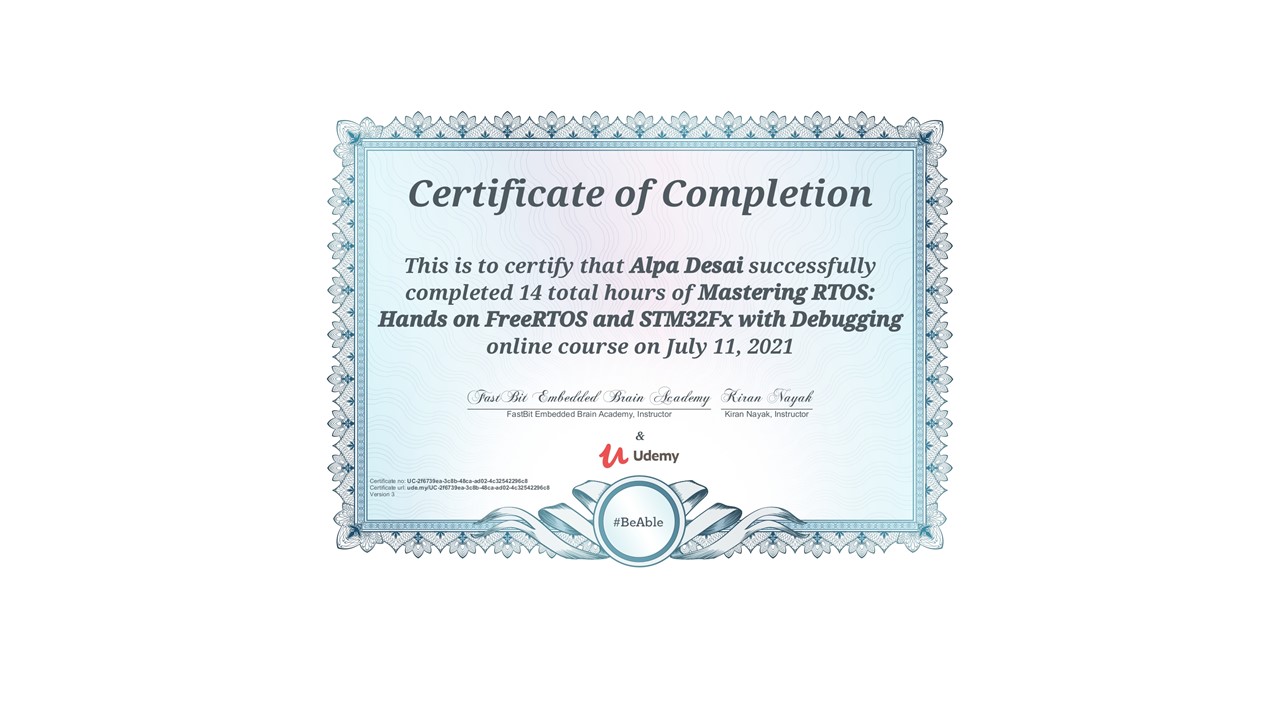 Certificate of Completion
This is to certify that Alpa Desai successfully
completed 14 total hours of Mastering RTOS:
Hands on FreeRTOS and STM32Fx with Debugging
online course on July 11, 2021
FastBit Embedded Brain Academy Kiran Nayak
FastBit Embedded Brain Academy, Instructor Kiran Nayak, Instructor
&
Udemy
Certificate no: UC-2f6739ea-3c8b-48ca-ad02-4c32542296c8
Certificate url: ude.my/UC-2f6739ea-3c8b-48ca-ad02-4c32542296c8
Version 3
#BeAble